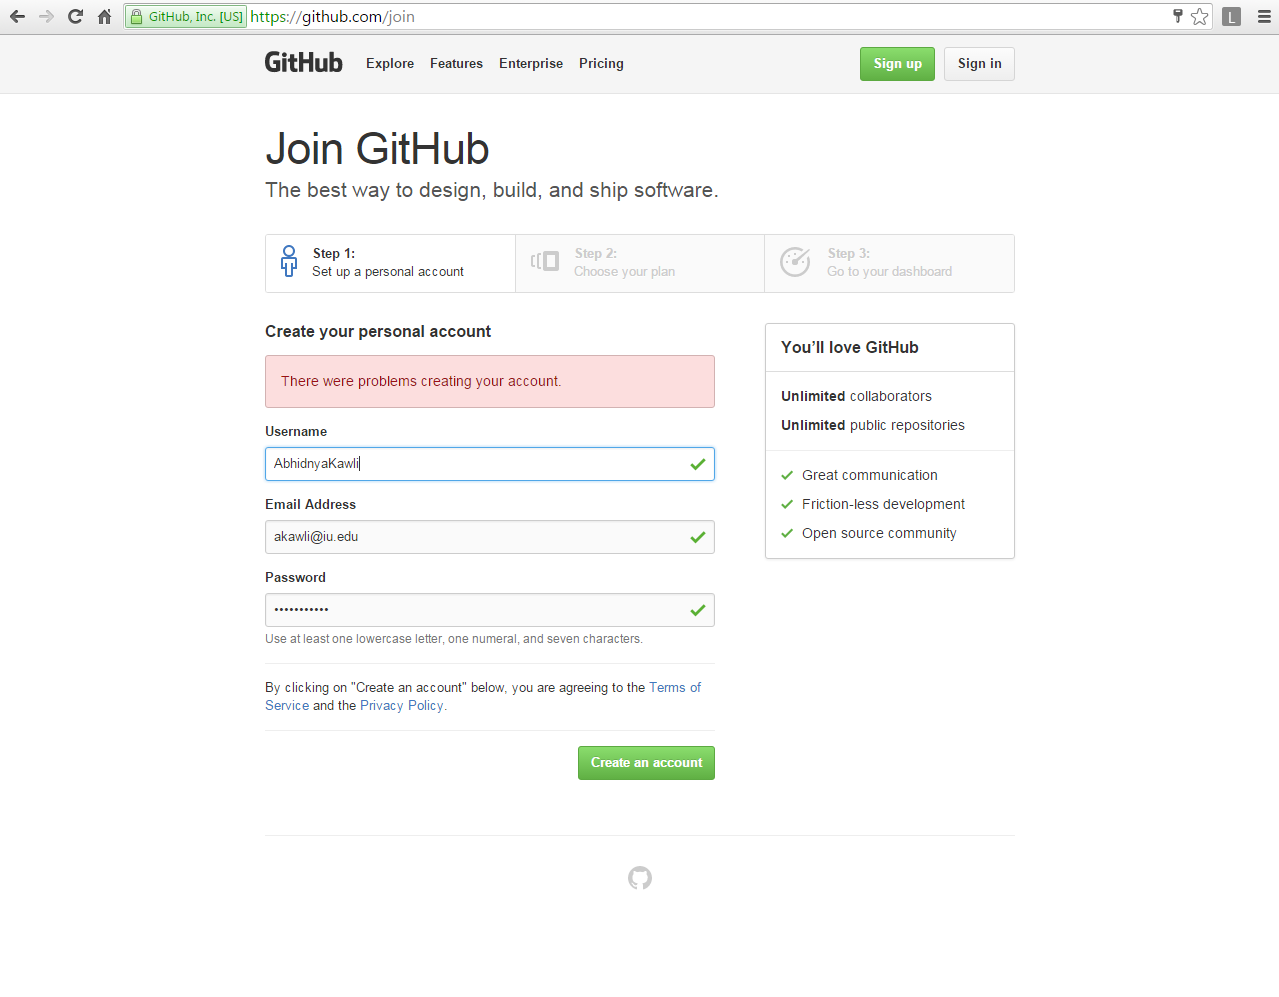 GitHub, Inc. [US] https://github.com/join L
GitHub Explore Features Enterprise Pricing Sign up Sign in
Join GitHub
The best way to design, build, and ship software.
Step 1:
Set up a personal account
Step 2:
Choose your plan
Step 3:
Go to your dashboard
Create your personal account
There were problems creating your account.
Username
AbhidnyaKawli
Email Address
akawli@iu.edu
Password
•••••••••••
Use at least one lowercase letter, one numeral, and seven characters.
By clicking on "Create an account" below, you are agreeing to the Terms of
Service and the Privacy Policy.
Create an account
You’ll love GitHub
Unlimited collaborators
Unlimited public repositories
Great communication
Friction-less development
Open source community